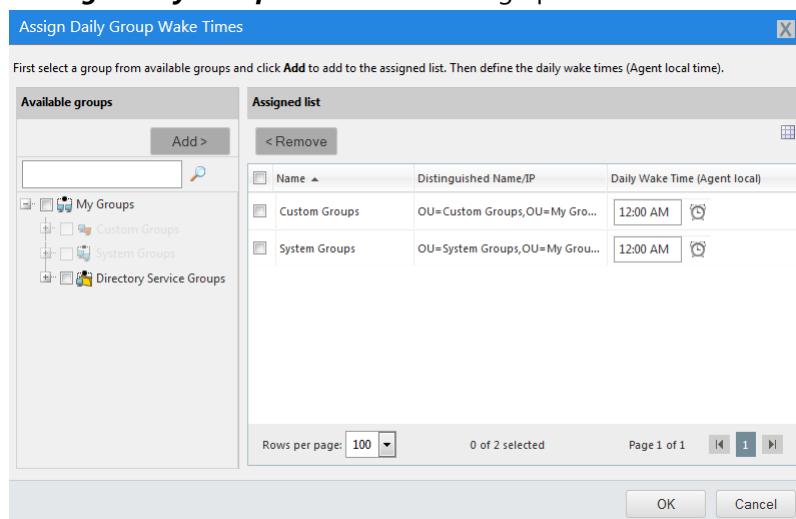 Assign Daily Group Wake Times
First select a group from available groups and click Add to add to the assigned list. Then define the daily wake times (Agent local time).
Available groups
Assigned list
Add >
< Remove
Name
Distinguished Name/IP
Daily Wake Time (Agent local)
My Groups
Custom Groups
System Groups
Directory Service Groups
Custom Groups
OU=Custom Groups,OU=My Gro...
12:00 AM
System Groups
OU=System Groups,OU=My Grou...
12:00 AM
Rows per page: 100
0 of 2 selected
Page 1 of 1
1
OK
Cancel